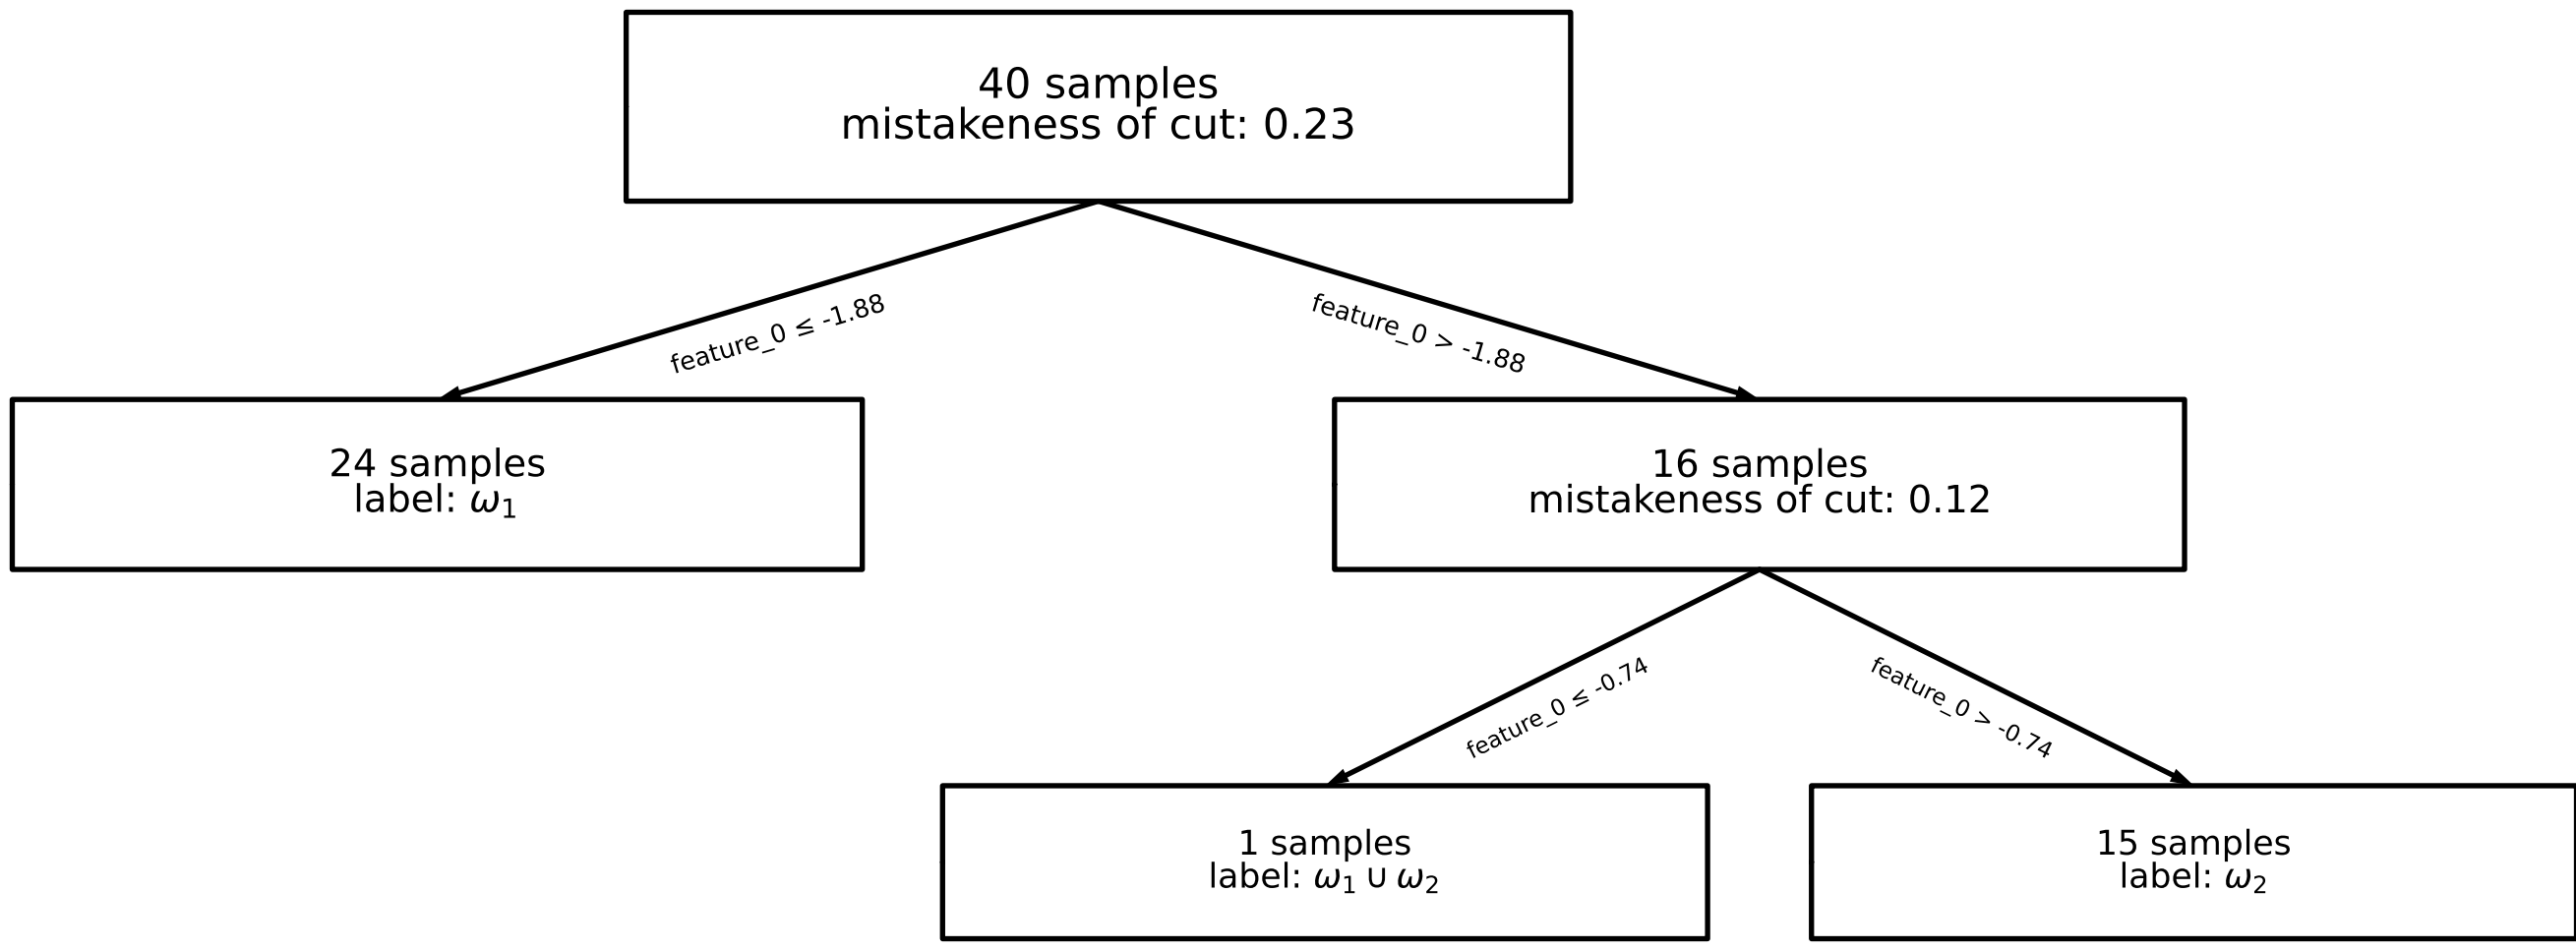 40 samples
mistakeness of cut: 0.23
feature_0 ≤ -1.88
feature_0 > -1.88
24 samples
label: ω₁
16 samples
mistakeness of cut: 0.12
feature_0 ≤ -0.74
feature_0 > -0.74
1 samples
label: ω₁ ∪ ω₂
15 samples
label: ω₂